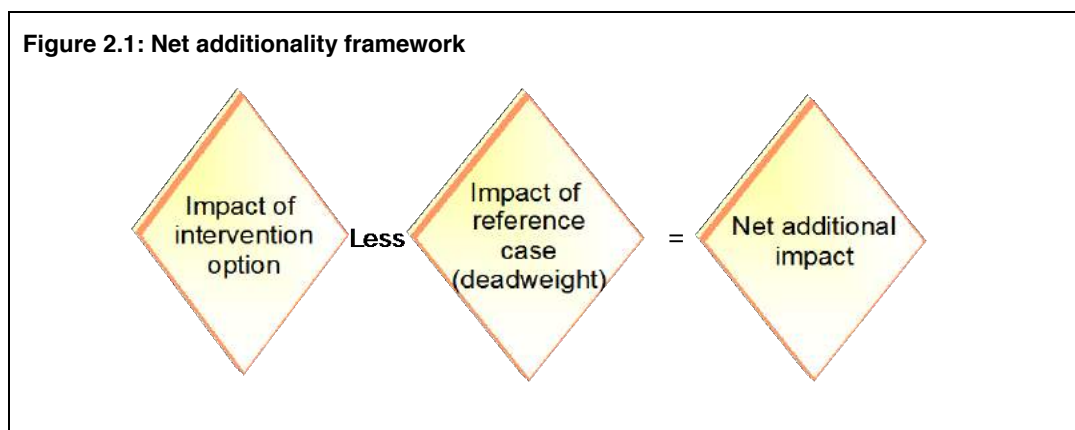 Figure 2.1: Net additionality framework
Impact of
intervention
option
Less
Impact of
reference
case
(deadweight)
=
Net additional
impact